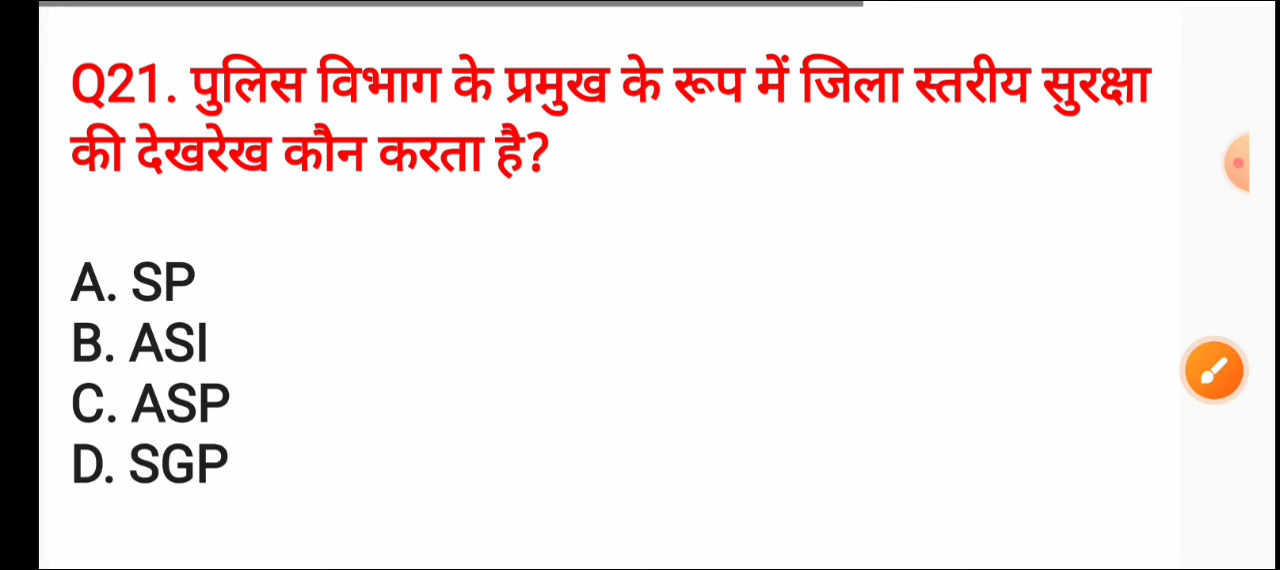 Q21. पुलिस विभाग के प्रमुख के रूप में जिला स्तरीय सुरक्षा
की देखरेख कौन करता है?
A. SP
B. ASI
C. ASP
D. SGP